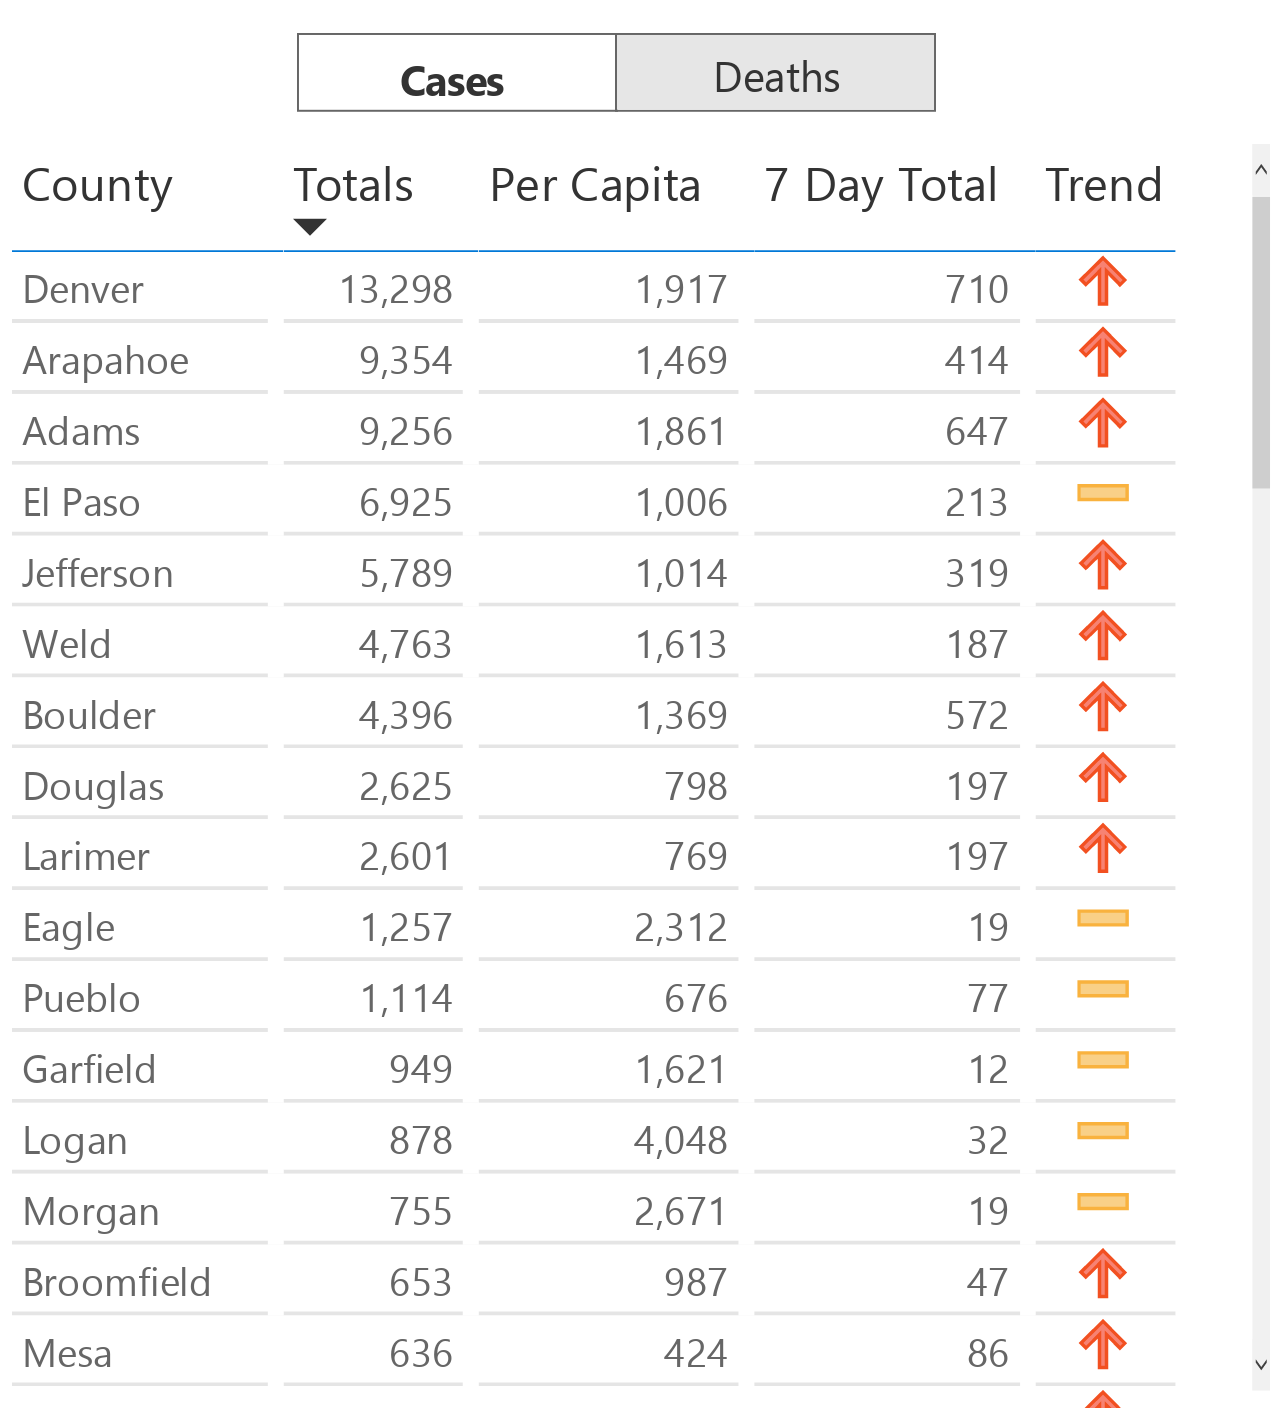 Cases Deaths
County Totals Per Capita 7 Day Total Trend
Denver 13,298 1,917 710
Arapahoe 9,354 1,469 414
Adams 9,256 1,861 647
El Paso 6,925 1,006 213
Jefferson 5,789 1,014 319
Weld 4,763 1,613 187
Boulder 4,396 1,369 572
Douglas 2,625 798 197
Larimer 2,601 769 197
Eagle 1,257 2,312 19
Pueblo 1,114 676 77
Garfield 949 1,621 12
Logan 878 4,048 32
Morgan 755 2,671 19
Broomfield 653 987 47
Mesa 636 424 86